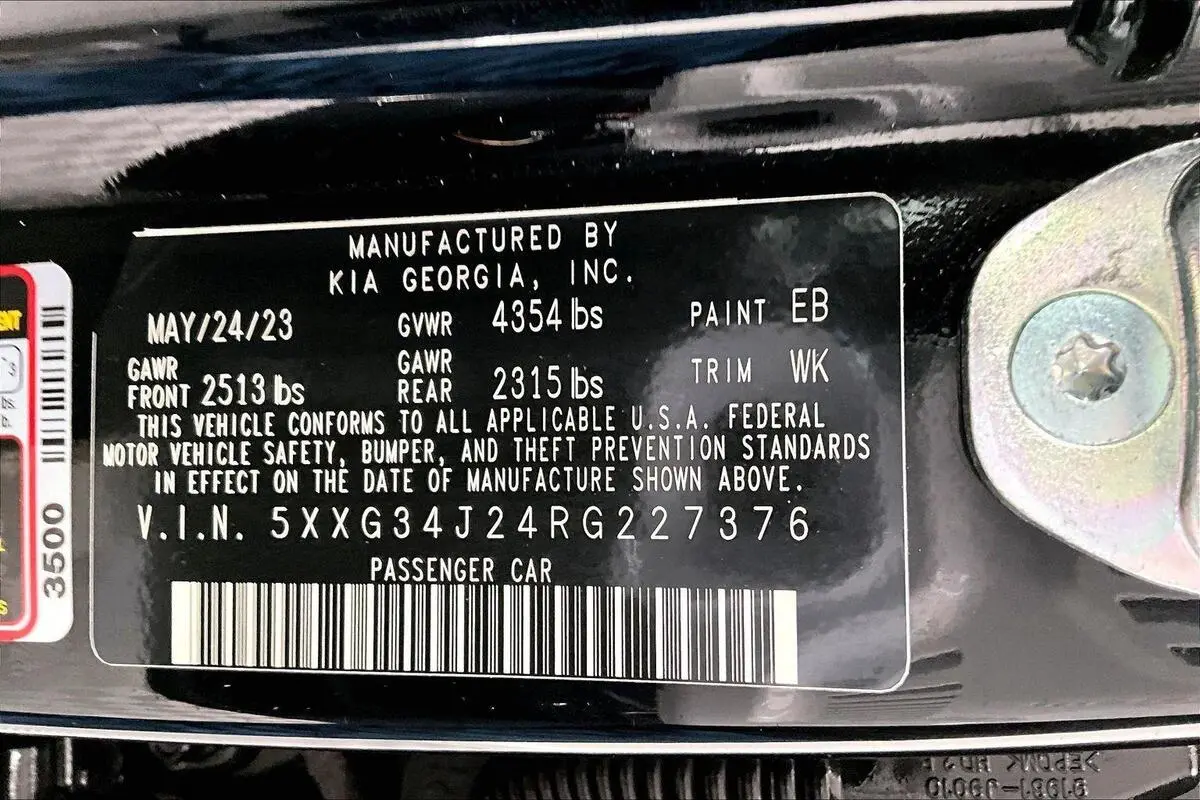 MANUFACTURED BY
KIA GEORGIA, INC.
MAY/24/23 GVWR 4354 lbs PAINT EB
GAWR FRONT 2513 lbs GAWR REAR 2315 lbs TRIM WK
THIS VEHICLE CONFORMS TO ALL APPLICABLE U.S.A. FEDERAL
MOTOR VEHICLE SAFETY, BUMPER, AND THEFT PREVENTION STANDARDS
IN EFFECT ON THE DATE OF MANUFACTURE SHOWN ABOVE.
V.I.N. 5XXG34J24RG227376
PASSENGER CAR
3500